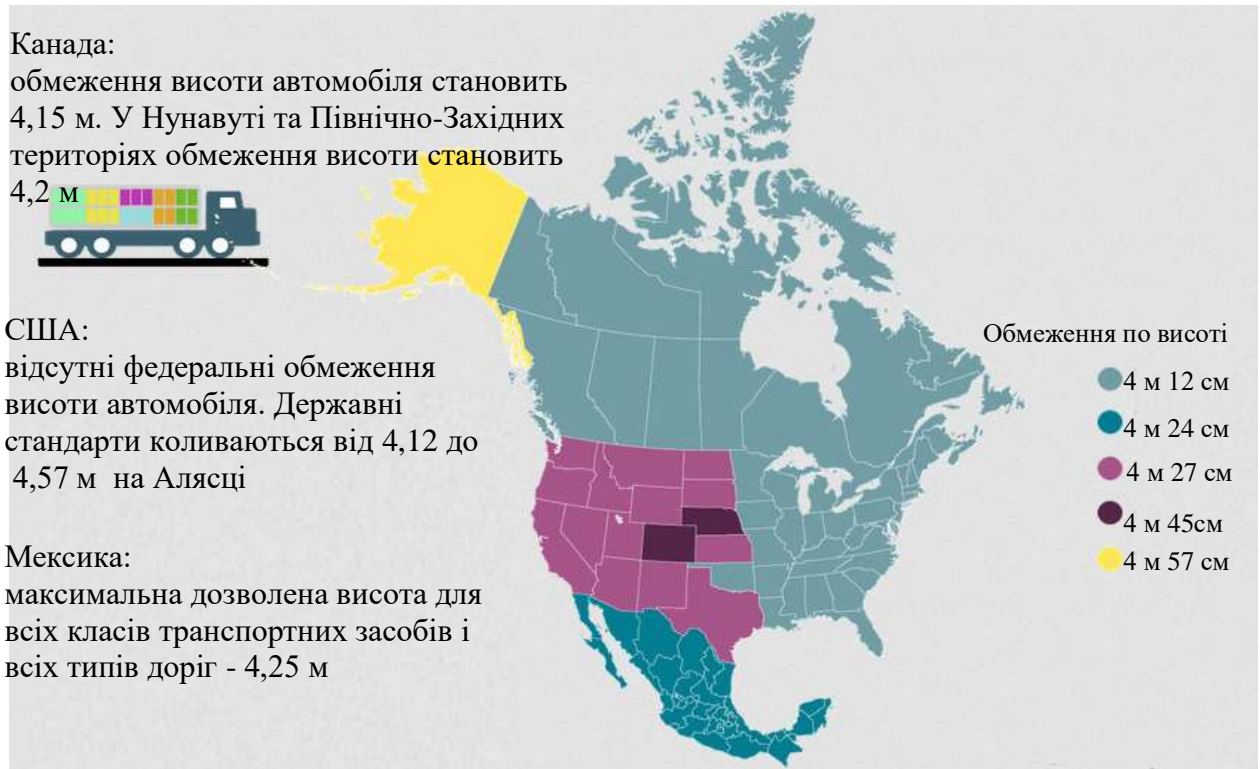 Канада:
обмеження висоти автомобіля становить
4,15 м. У Нунавуті та Північно-Західних
територіях обмеження висоти становить
4,2 м
США:
відсутні федеральні обмеження
висоти автомобіля. Державні
стандарти коливаються від 4,12 до
4,57 м на Алясці
Мексика:
максимальна дозволена висота для
всіх класів транспортних засобів і
всіх типів доріг - 4,25 м
Обмеження по висоті
4 м 12 см
4 м 24 см
4 м 27 см
4 м 45см
4 м 57 см